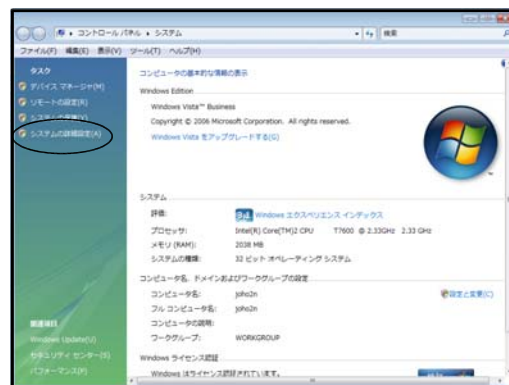 コントロール パネル ▸ システム
検索
ファイル(F) 編集(E) 表示(V) ツール(T) ヘルプ(H)
タスク
デバイス マネージャ(M)
リモートの設定(R)
システムの保護(V)
システムの詳細設定(A)
関連項目
Windows Update(U)
セキュリティ センター(S)
パフォーマンス(P)
コンピュータの基本的な情報の表示
Windows Edition
Windows Vista™ Business
Copyright © 2006 Microsoft Corporation. All rights reserved.
Windows Vista をアップグレードする(G)
システム
評価: Windows エクスペリエンス インデックス
プロセッサ: Intel(R) Core(TM)2 CPU T7600 @ 2.33GHz 2.33 GHz
メモリ (RAM): 2038 MB
システムの種類: 32 ビット オペレーティング システム
コンピュータ名、ドメインおよびワークグループの設定
コンピュータ名: joho2n 設定と変更(C)
フル コンピュータ名: joho2n
コンピュータの説明:
ワークグループ: WORKGROUP
Windows ライセンス認証
Windows はライセンス認証されています。